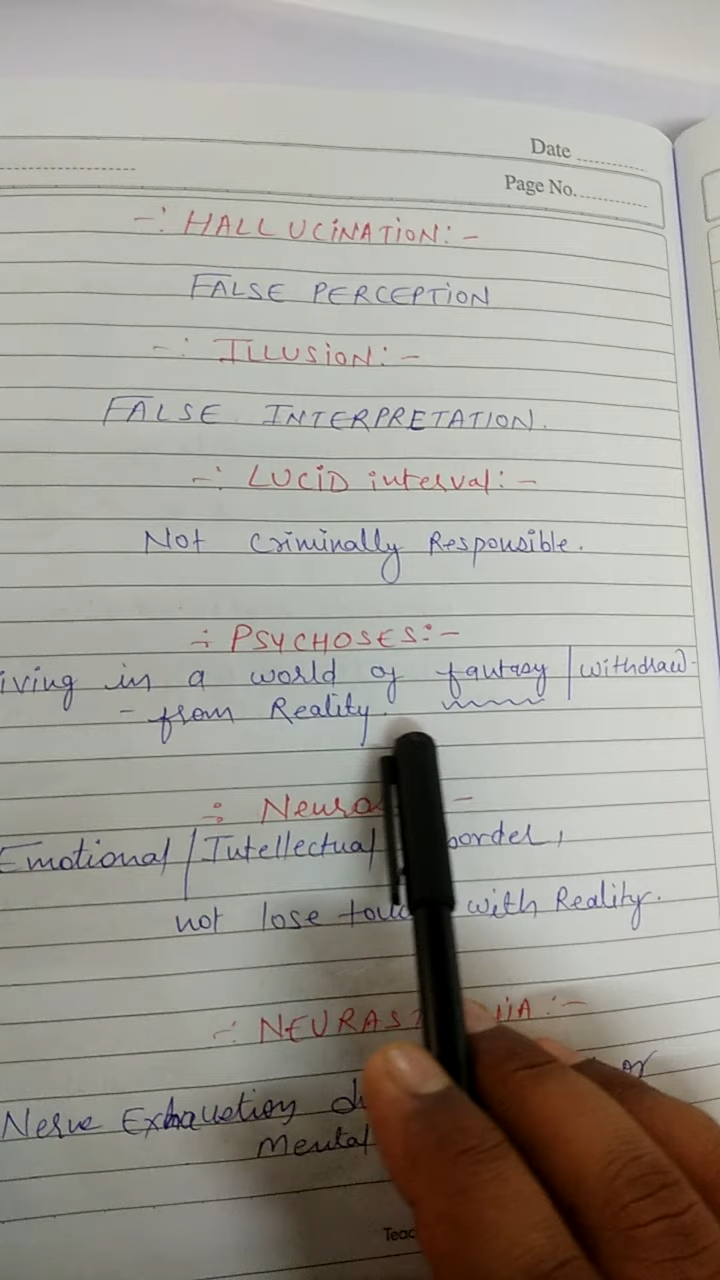 Date
Page No.
-: HALLUCINATION:-
FALSE PERCEPTION
-: ILLUSION:-
FALSE INTERPRETATION.
-: LUCID interval:-
Not Criminally Responsible.
÷ PSYCHOSES:-
iving in a world of fantasy / withdraw-
- from Reality.
Emotional / Intellectual
not lose with Reality.
Nerve Exhaustion
Mental